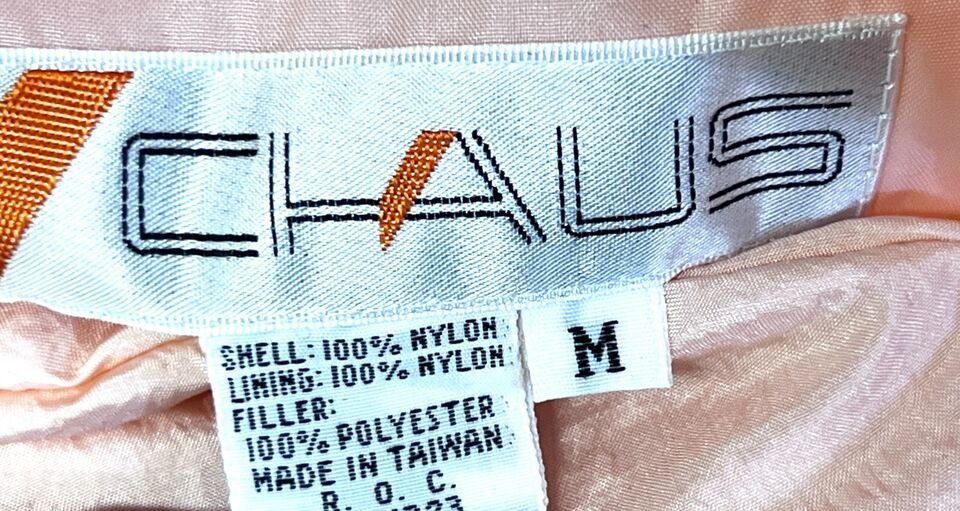 CHAUS
M
SHELL: 100% NYLON
LINING: 100% NYLON
FILLER:
100% POLYESTER
MADE IN TAIWAN
R. O. C.